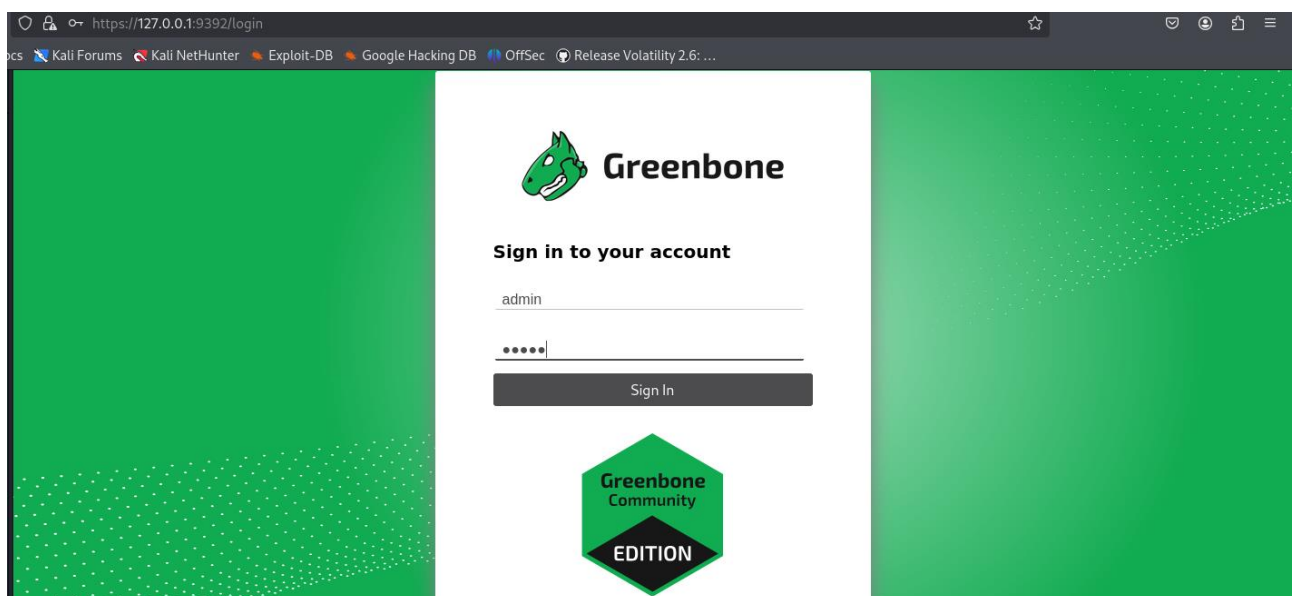 https://127.0.0.1:9392/login
ocs Kali Forums Kali NetHunter Exploit-DB Google Hacking DB OffSec Release Volatility 2.6: ...
Greenbone
Sign in to your account
admin
•••••
Sign In
Greenbone
Community
EDITION